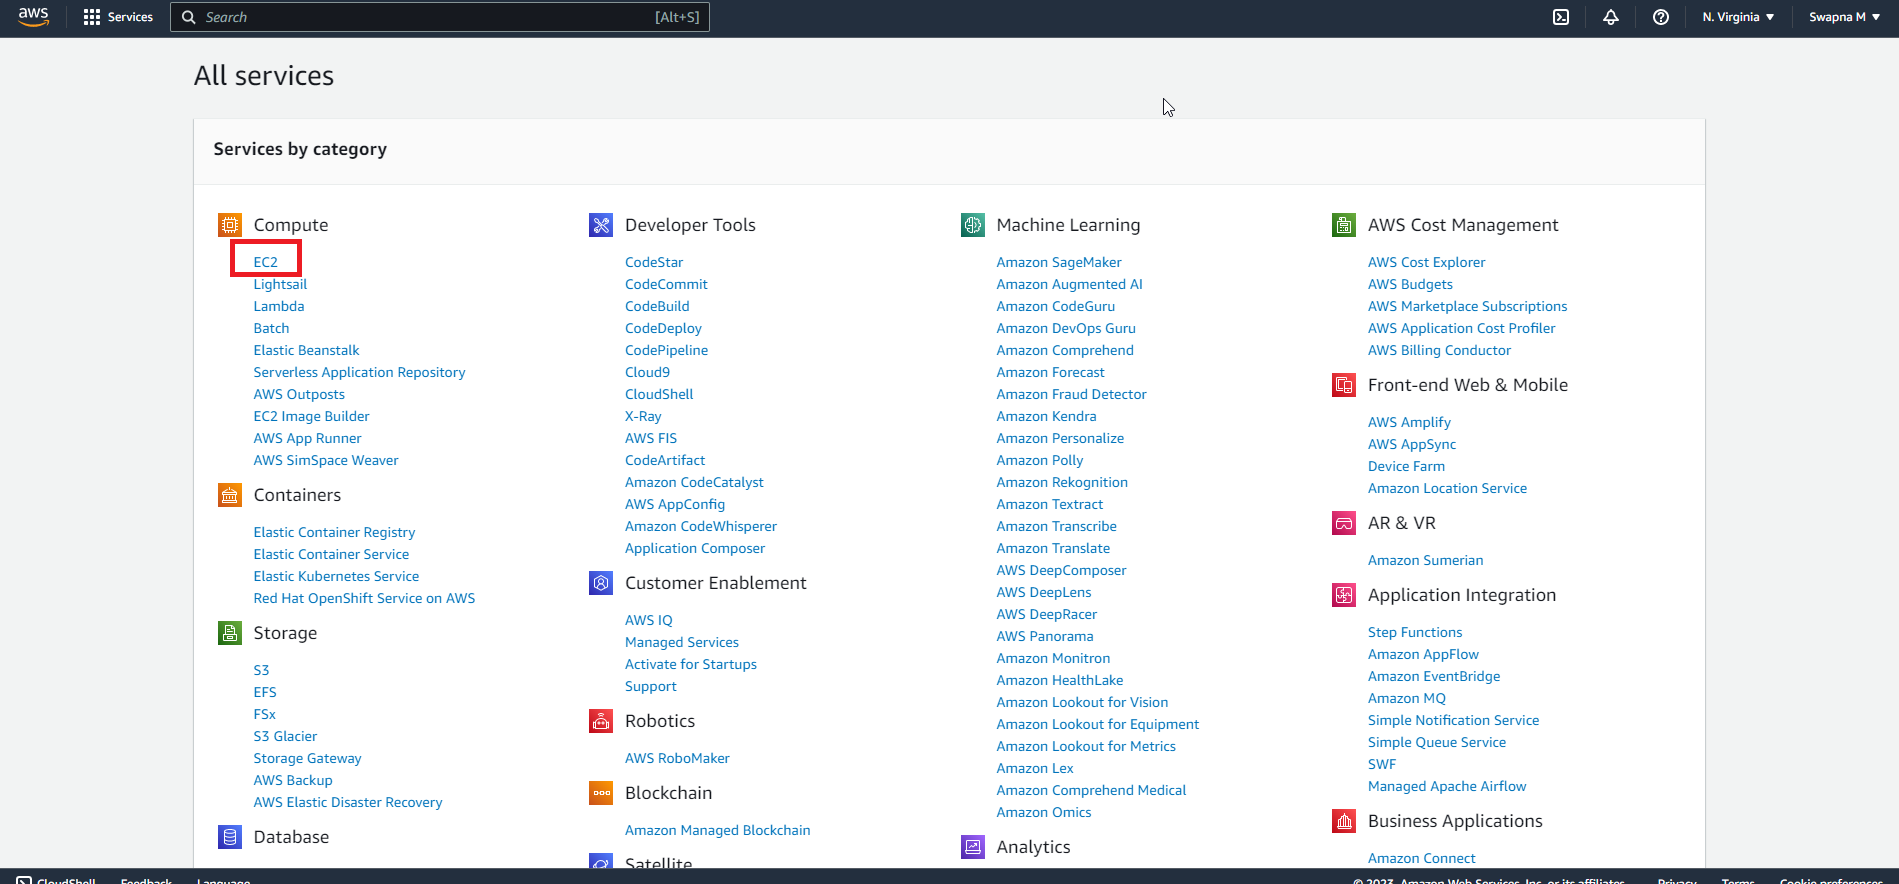 aws
Services
Search
[Alt+S]
N. Virginia
Swapna M
All services
Services by category
Compute
EC2
Lightsail
Lambda
Batch
Elastic Beanstalk
Serverless Application Repository
AWS Outposts
EC2 Image Builder
AWS App Runner
AWS SimSpace Weaver
Containers
Elastic Container Registry
Elastic Container Service
Elastic Kubernetes Service
Red Hat OpenShift Service on AWS
Storage
S3
EFS
FSx
S3 Glacier
Storage Gateway
AWS Backup
AWS Elastic Disaster Recovery
Database
Developer Tools
CodeStar
CodeCommit
CodeBuild
CodeDeploy
CodePipeline
Cloud9
CloudShell
X-Ray
AWS FIS
CodeArtifact
Amazon CodeCatalyst
AWS AppConfig
Amazon CodeWhisperer
Application Composer
Customer Enablement
AWS IQ
Managed Services
Activate for Startups
Support
Robotics
AWS RoboMaker
Blockchain
Amazon Managed Blockchain
Satellite
Machine Learning
Amazon SageMaker
Amazon Augmented AI
Amazon CodeGuru
Amazon DevOps Guru
Amazon Comprehend
Amazon Forecast
Amazon Fraud Detector
Amazon Kendra
Amazon Personalize
Amazon Polly
Amazon Rekognition
Amazon Textract
Amazon Transcribe
Amazon Translate
AWS DeepComposer
AWS DeepLens
AWS DeepRacer
AWS Panorama
Amazon Monitron
Amazon HealthLake
Amazon Lookout for Vision
Amazon Lookout for Equipment
Amazon Lookout for Metrics
Amazon Lex
Amazon Comprehend Medical
Amazon Omics
Analytics
AWS Cost Management
AWS Cost Explorer
AWS Budgets
AWS Marketplace Subscriptions
AWS Application Cost Profiler
AWS Billing Conductor
Front-end Web & Mobile
AWS Amplify
AWS AppSync
Device Farm
Amazon Location Service
AR & VR
Amazon Sumerian
Application Integration
Step Functions
Amazon AppFlow
Amazon EventBridge
Amazon MQ
Simple Notification Service
Simple Queue Service
SWF
Managed Apache Airflow
Business Applications
Amazon Connect
CloudShell
Feedback
Language
© 2023, Amazon Web Services, Inc. or its affiliates.
Privacy
Terms
Cookie preferences